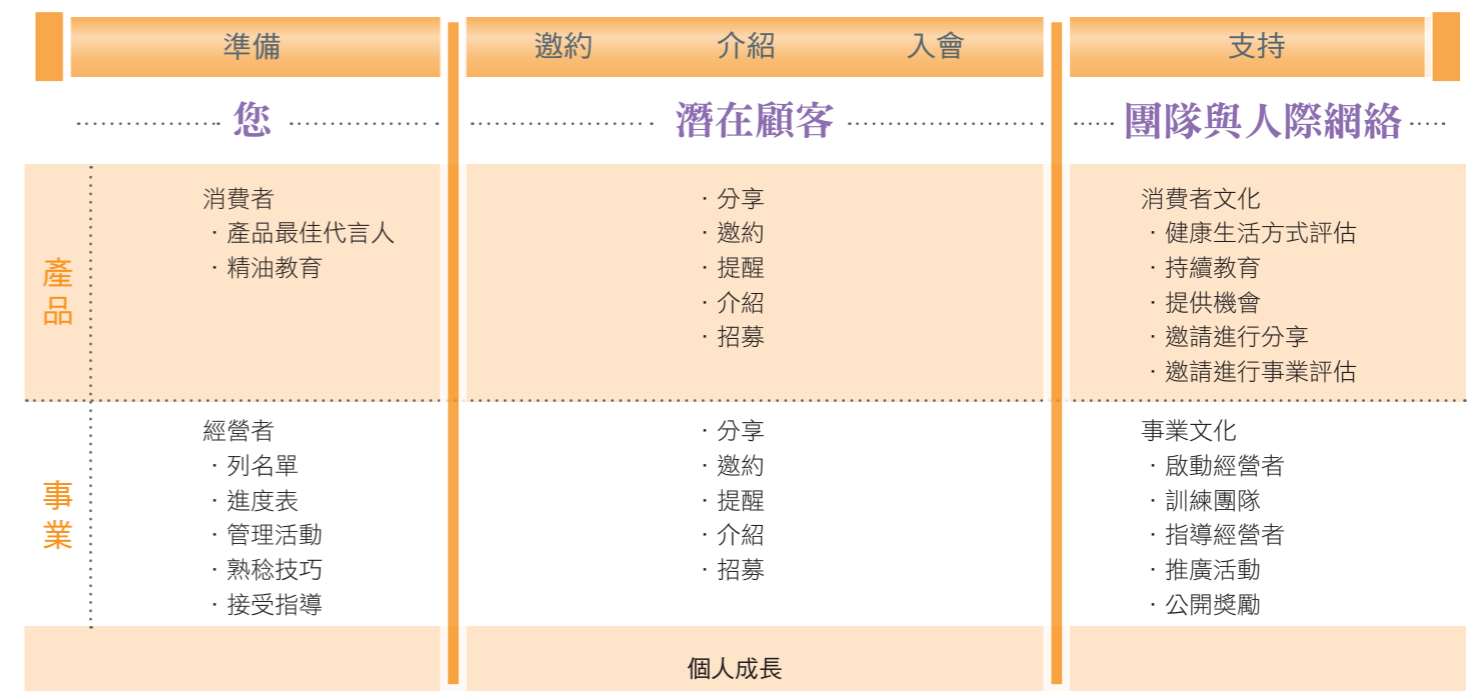 準備
邀約 介紹 入會
支持
您
潛在顧客
團隊與人際網絡
產品
消費者
·產品最佳代言人
·精油教育
·分享
·邀約
·提醒
·介紹
·招募
消費者文化
·健康生活方式評估
·持續教育
·提供機會
·邀請進行分享
·邀請進行事業評估
事業
經營者
·列名單
·進度表
·管理活動
·熟稔技巧
·接受指導
·分享
·邀約
·提醒
·介紹
·招募
事業文化
·啟動經營者
·訓練團隊
·指導經營者
·推廣活動
·公開獎勵
個人成長